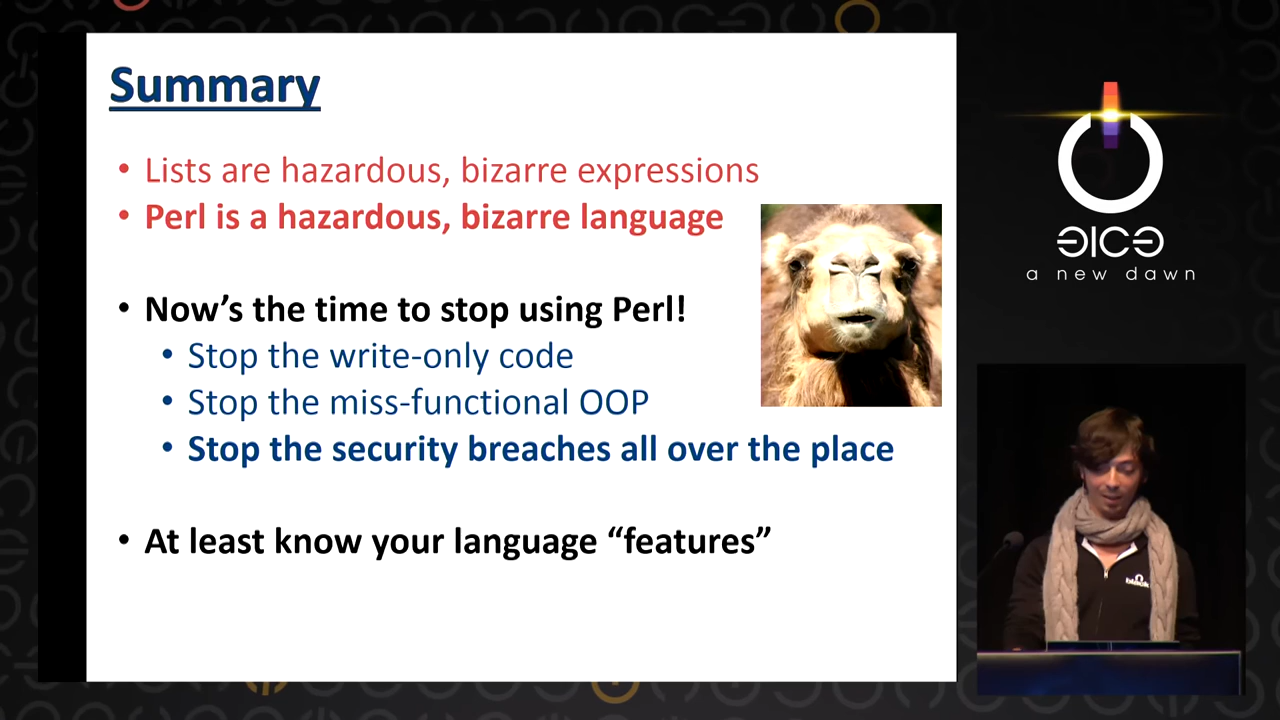 Summary
• Lists are hazardous, bizarre expressions
• Perl is a hazardous, bizarre language
• Now’s the time to stop using Perl!
• Stop the write-only code
• Stop the miss-functional OOP
• Stop the security breaches all over the place
• At least know your language “features”
ЭICЭ
a new dawn
black